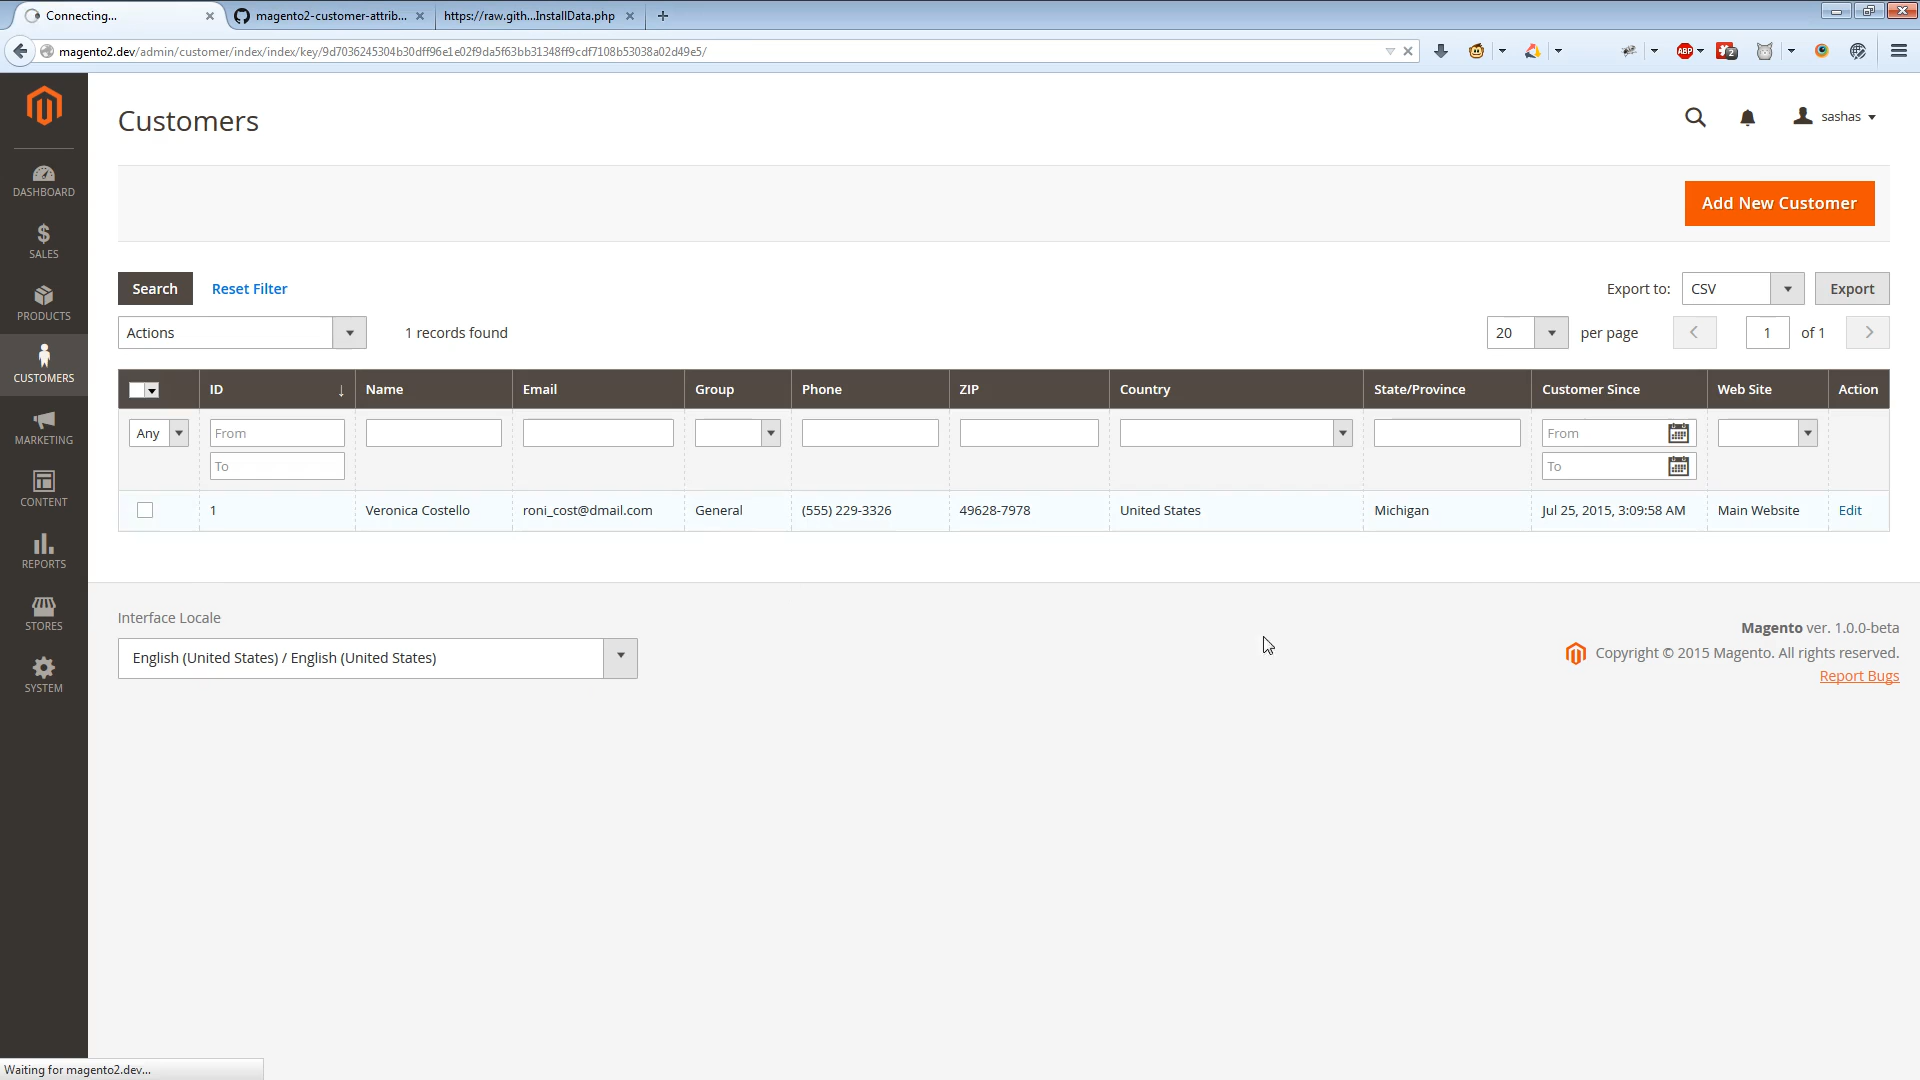 Connecting...
magento2-customer-attrib...
https://raw.gith...InstallData.php
magento2.dev/admin/customer/index/index/key/9d7036245304b30dff96e1e02f9da5f63bb31348ff9cdf7108b53038a02d49e5/
ABP
2
Customers
sashas
DASHBOARD
SALES
PRODUCTS
CUSTOMERS
MARKETING
CONTENT
REPORTS
STORES
SYSTEM
Add New Customer
Search Reset Filter
Export to: CSV Export
Actions 1 records found
20 per page 1 of 1
ID Name Email Group Phone ZIP Country State/Province Customer Since Web Site Action
Any From From
To To
1 Veronica Costello roni_cost@dmail.com General (555) 229-3326 49628-7978 United States Michigan Jul 25, 2015, 3:09:58 AM Main Website Edit
Interface Locale
English (United States) / English (United States)
Magento ver. 1.0.0-beta
Copyright © 2015 Magento. All rights reserved.
Report Bugs
Waiting for magento2.dev...